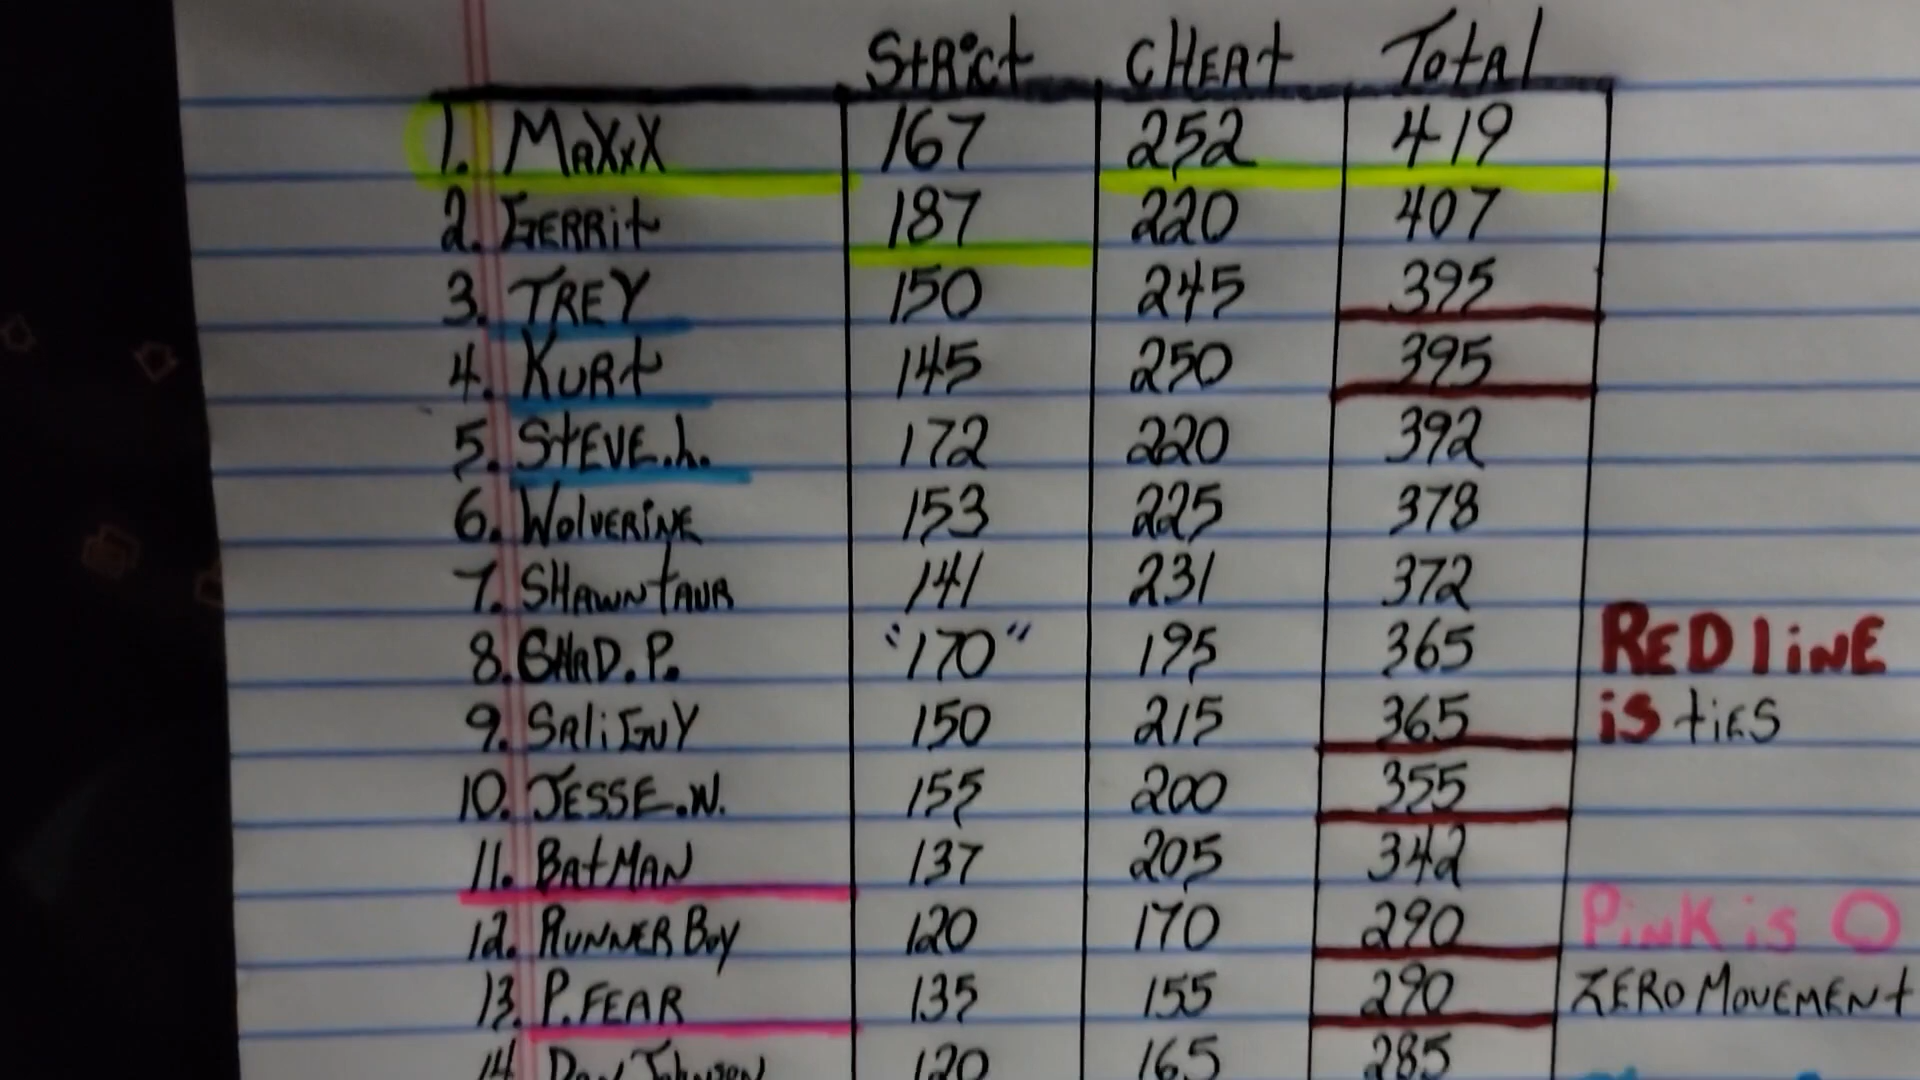 Strict CHEAt Total
1. MaXxX 167 252 419
2. GERRit 187 220 407
3. TREY 150 245 395
4. KURt 145 250 395
5. StEVE.L. 172 220 392
6. WolVERiNE 153 225 378
7. SHAWNtAUR 141 231 372
8. CHAD.P. "170" 195 365
9. SAliGUY 150 215 365
10. JESSE.W. 155 200 355
11. BAtMAN 137 205 342
12. RUNNER BoY 120 170 290
13. P.FEAR 135 155 290
14. Dan Johnson 120 165 285
RED liNE
is tiES
PiNK is O
ZERO MOVEMENt